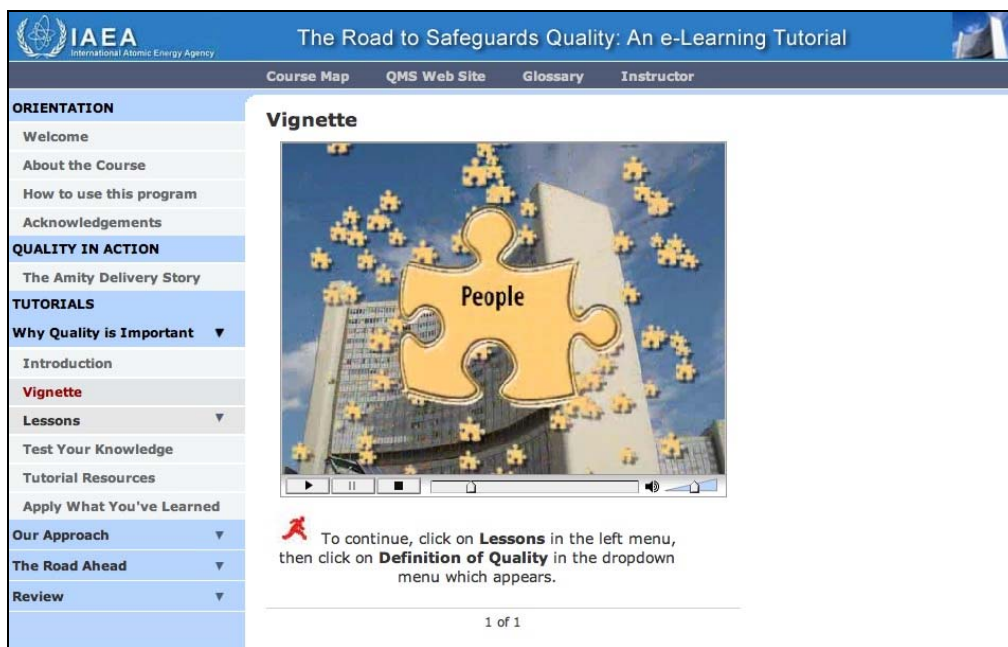 IAEA
International Atomic Energy Agency
The Road to Safeguards Quality: An e-Learning Tutorial
Course Map QMS Web Site Glossary Instructor
ORIENTATION
Welcome
About the Course
How to use this program
Acknowledgements
QUALITY IN ACTION
The Amity Delivery Story
TUTORIALS
Why Quality is Important
Introduction
Vignette
Lessons
Test Your Knowledge
Tutorial Resources
Apply What You've Learned
Our Approach
The Road Ahead
Review
Vignette
People
To continue, click on Lessons in the left menu,
then click on Definition of Quality in the dropdown
menu which appears.
1 of 1